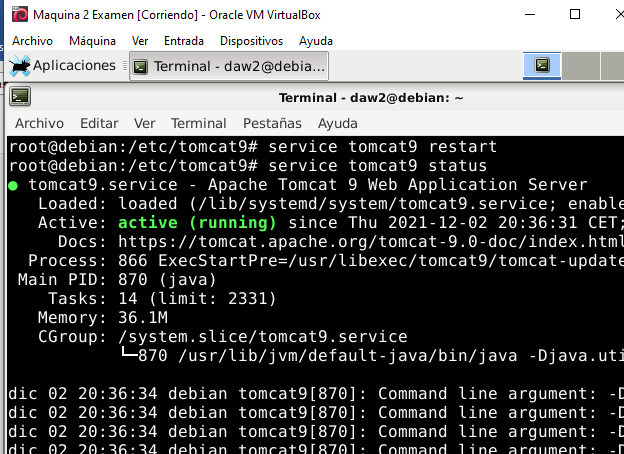 Maquina 2 Examen [Corriendo] - Oracle VM VirtualBox
Archivo Máquina Ver Entrada Dispositivos Ayuda
Aplicaciones Terminal - daw2@debia...
Terminal - daw2@debian: ~
Archivo Editar Ver Terminal Pestañas Ayuda
root@debian:/etc/tomcat9# service tomcat9 restart
root@debian:/etc/tomcat9# service tomcat9 status
● tomcat9.service - Apache Tomcat 9 Web Application Server
Loaded: loaded (/lib/systemd/system/tomcat9.service; enable
Active: active (running) since Thu 2021-12-02 20:36:31 CET;
Docs: https://tomcat.apache.org/tomcat-9.0-doc/index.html
Process: 866 ExecStartPre=/usr/libexec/tomcat9/tomcat-update
Main PID: 870 (java)
Tasks: 14 (limit: 2331)
Memory: 36.1M
CGroup: /system.slice/tomcat9.service
└─870 /usr/lib/jvm/default-java/bin/java -Djava.uti
dic 02 20:36:34 debian tomcat9[870]: Command line argument: -D
dic 02 20:36:34 debian tomcat9[870]: Command line argument: -D
dic 02 20:36:34 debian tomcat9[870]: Command line argument: -D
dic 02 20:36:34 debian tomcat9[870]: Command line argument: -D